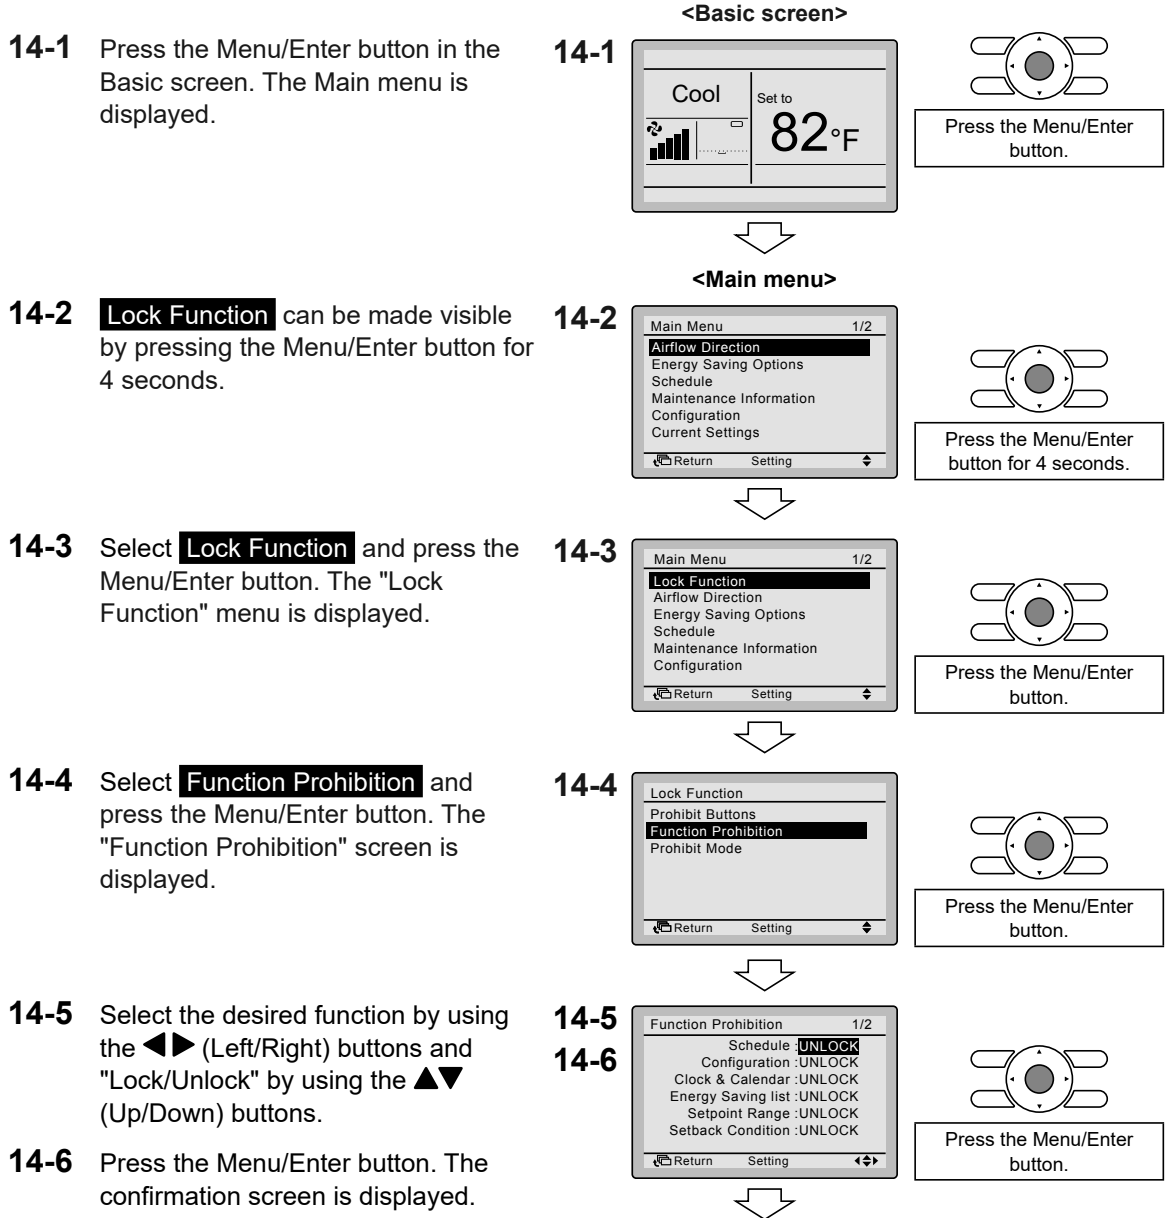 <Basic screen>
14-1 Press the Menu/Enter button in the
Basic screen. The Main menu is
displayed.
14-1
Cool
Set to
82°F
Press the Menu/Enter
button.
<Main menu>
14-2 Lock Function can be made visible
by pressing the Menu/Enter button for
4 seconds.
14-2
Main Menu 1/2
Airflow Direction
Energy Saving Options
Schedule
Maintenance Information
Configuration
Current Settings
Return Setting
Press the Menu/Enter
button for 4 seconds.
14-3 Select Lock Function and press the
Menu/Enter button. The "Lock
Function" menu is displayed.
14-3
Main Menu 1/2
Lock Function
Airflow Direction
Energy Saving Options
Schedule
Maintenance Information
Configuration
Return Setting
Press the Menu/Enter
button.
14-4 Select Function Prohibition and
press the Menu/Enter button. The
"Function Prohibition" screen is
displayed.
14-4
Lock Function
Prohibit Buttons
Function Prohibition
Prohibit Mode
Return Setting
Press the Menu/Enter
button.
14-5 Select the desired function by using
the ◀▶ (Left/Right) buttons and
"Lock/Unlock" by using the ▲▼
(Up/Down) buttons.
14-6 Press the Menu/Enter button. The
confirmation screen is displayed.
14-5
14-6
Function Prohibition 1/2
Schedule :UNLOCK
Configuration :UNLOCK
Clock & Calendar :UNLOCK
Energy Saving list :UNLOCK
Setpoint Range :UNLOCK
Setback Condition :UNLOCK
Return Setting
Press the Menu/Enter
button.